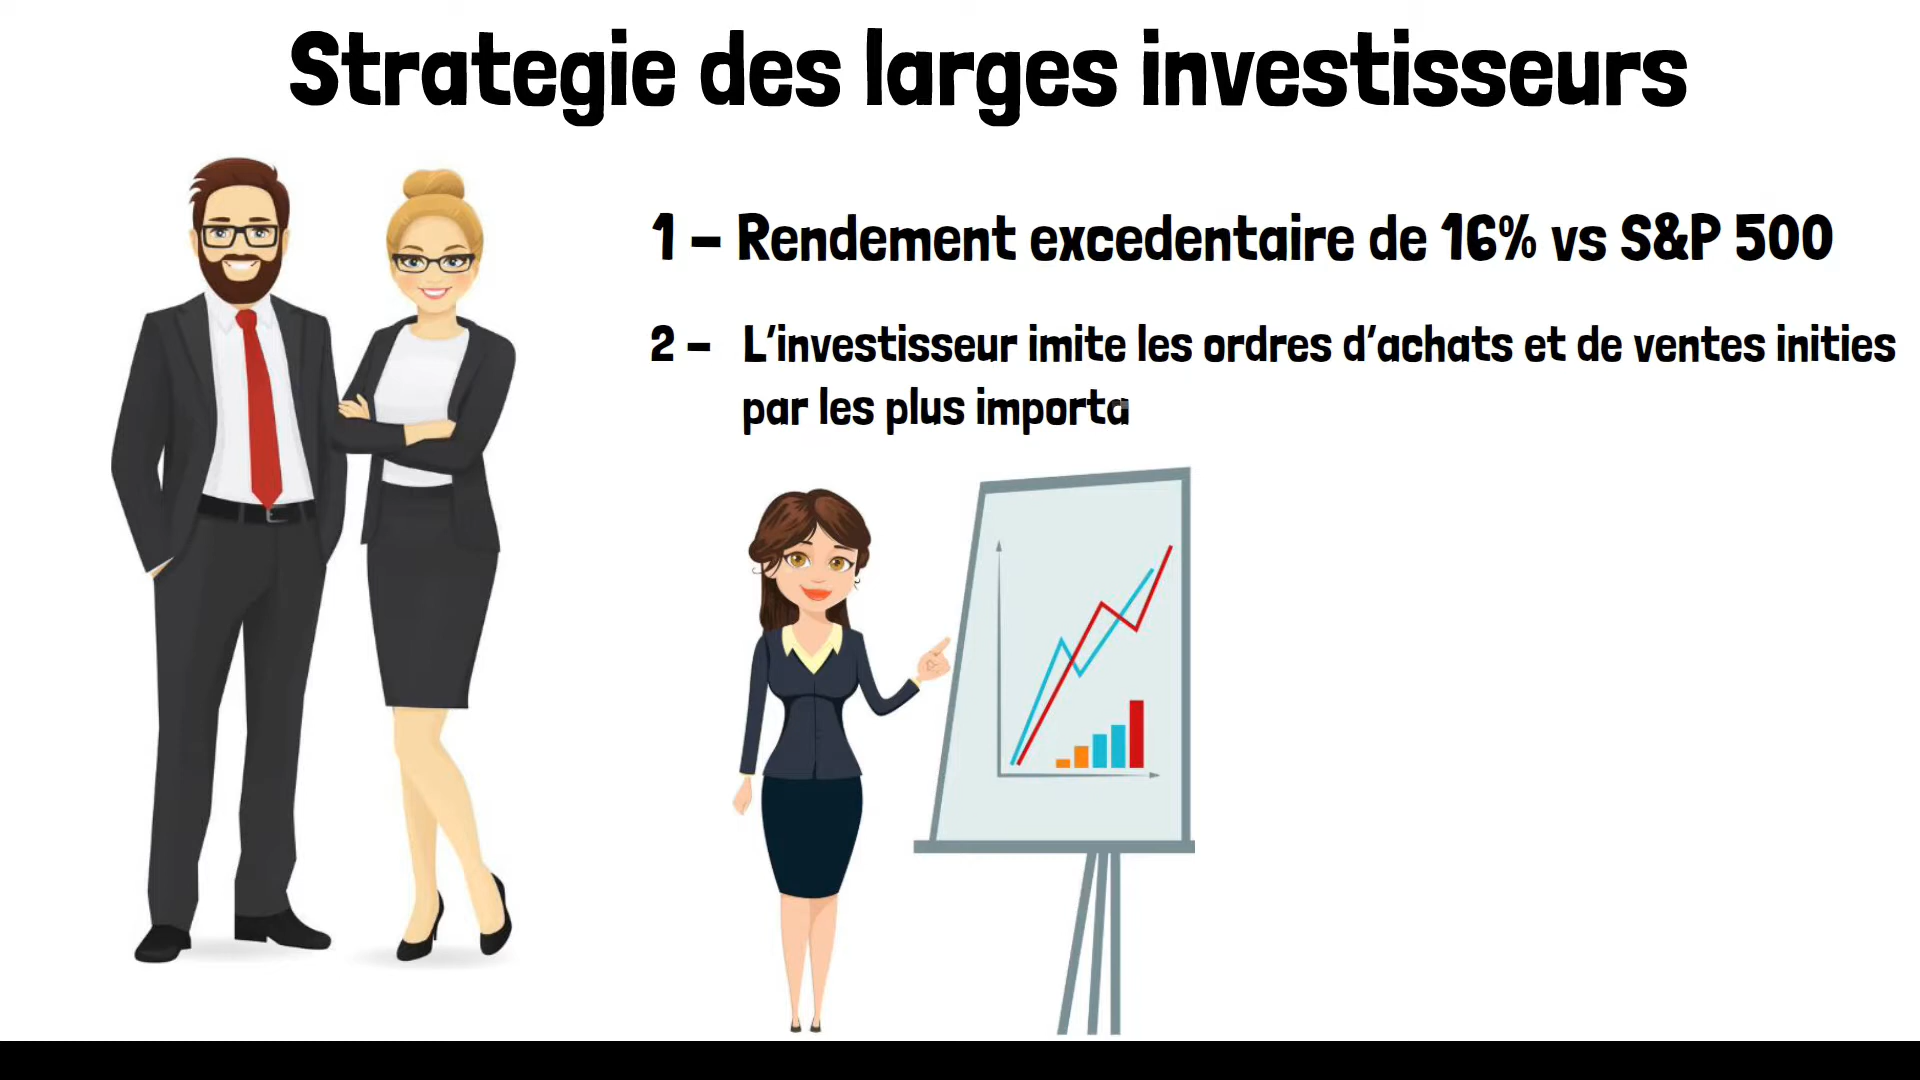 Strategie des larges investisseurs
1 – Rendement excedentaire de 16% vs S&P 500
2 – L'investisseur imite les ordres d'achats et de ventes inities
par les plus importa